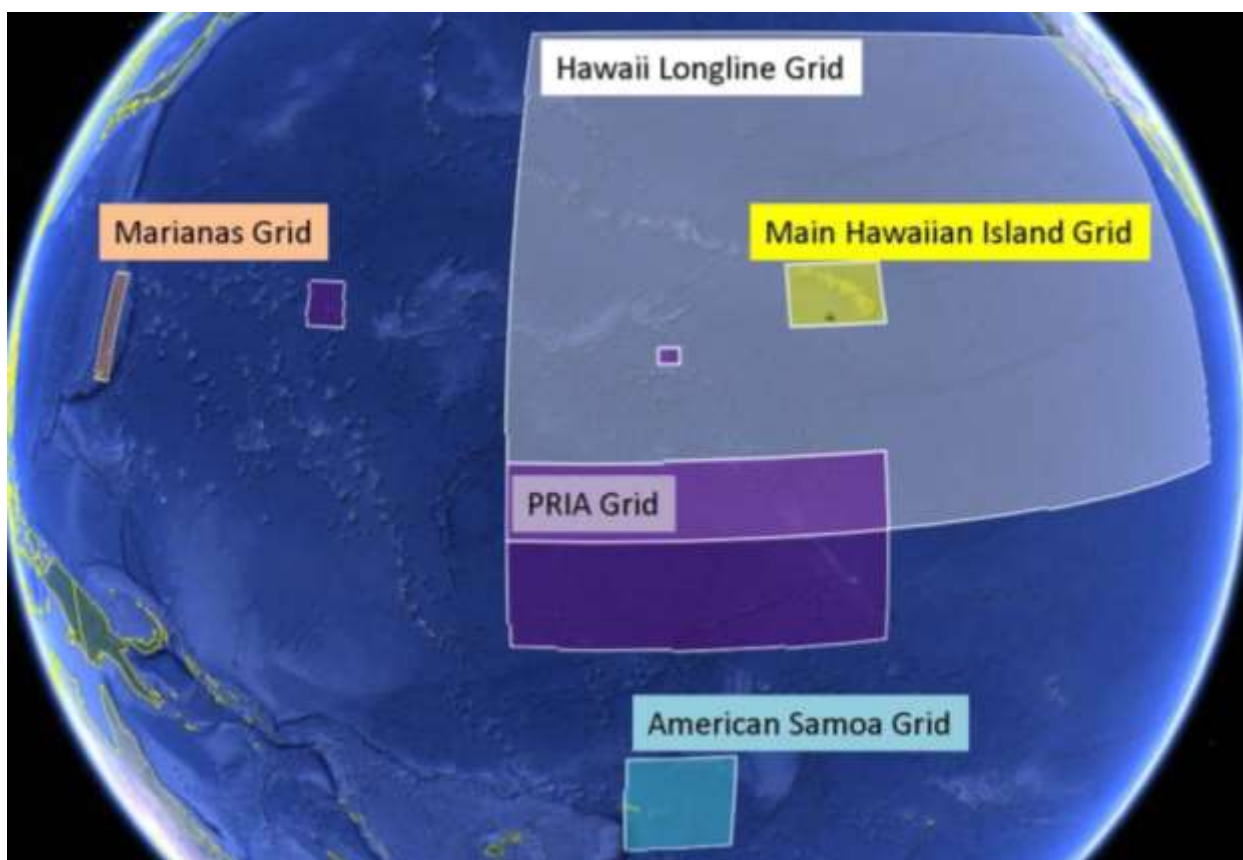 Hawaii Longline Grid
Marianas Grid
Main Hawaiian Island Grid
PRIA Grid
American Samoa Grid